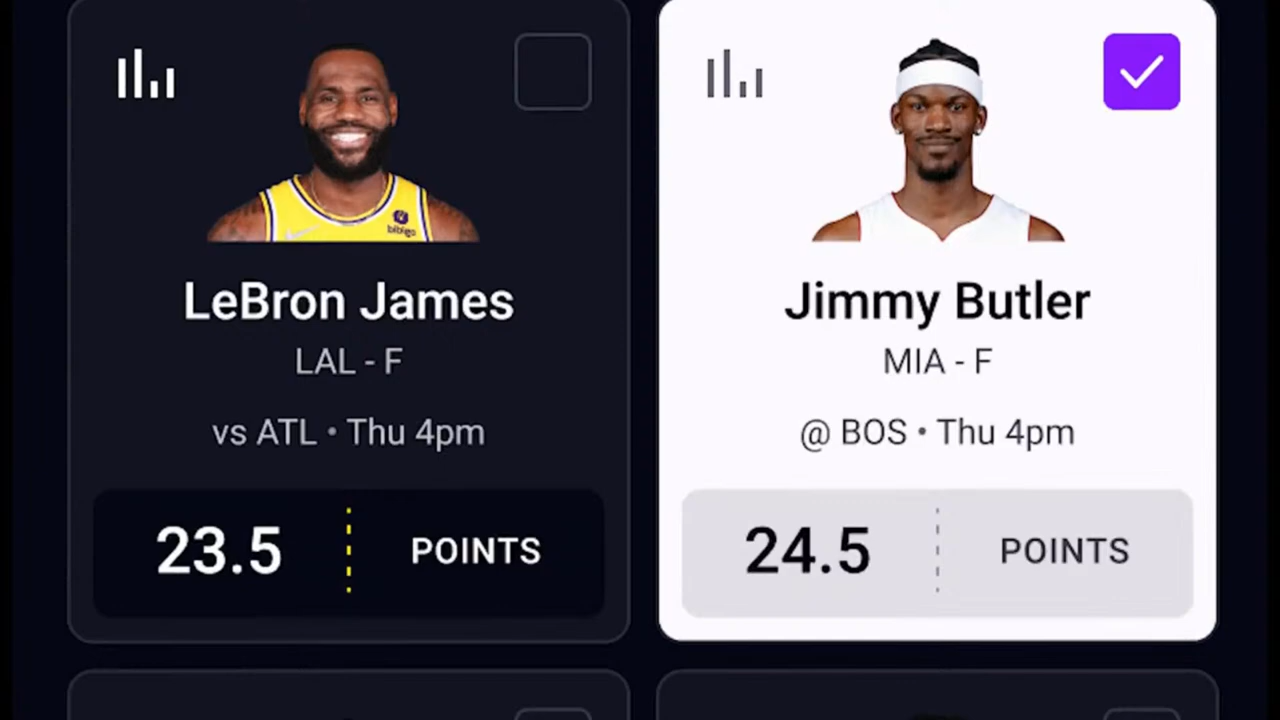 bibigo
LeBron James
LAL - F
vs ATL • Thu 4pm
23.5
POINTS
Jimmy Butler
MIA - F
@ BOS • Thu 4pm
24.5
POINTS